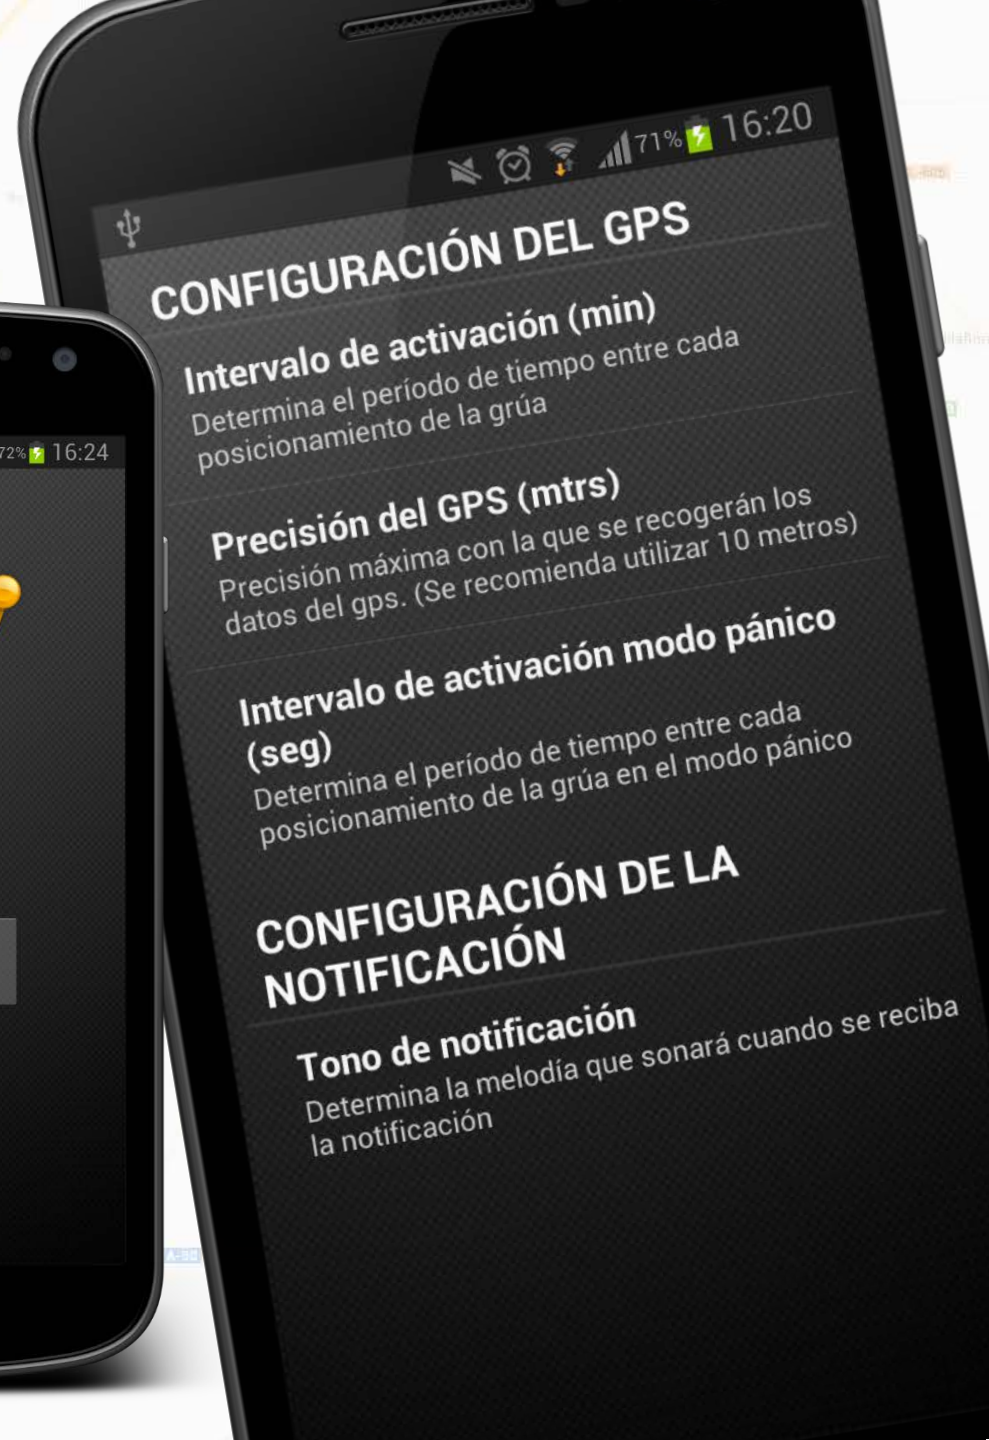 71% 16:20
CONFIGURACIÓN DEL GPS
Intervalo de activación (min)
Determina el período de tiempo entre cada
posicionamiento de la grúa
Precisión del GPS (mtrs)
Precisión máxima con la que se recogerán los
datos del gps. (Se recomienda utilizar 10 metros)
Intervalo de activación modo pánico
(seg)
Determina el período de tiempo entre cada
posicionamiento de la grúa en el modo pánico
CONFIGURACIÓN DE LA
NOTIFICACIÓN
Tono de notificación
Determina la melodía que sonará cuando se reciba
la notificación
72% 16:24